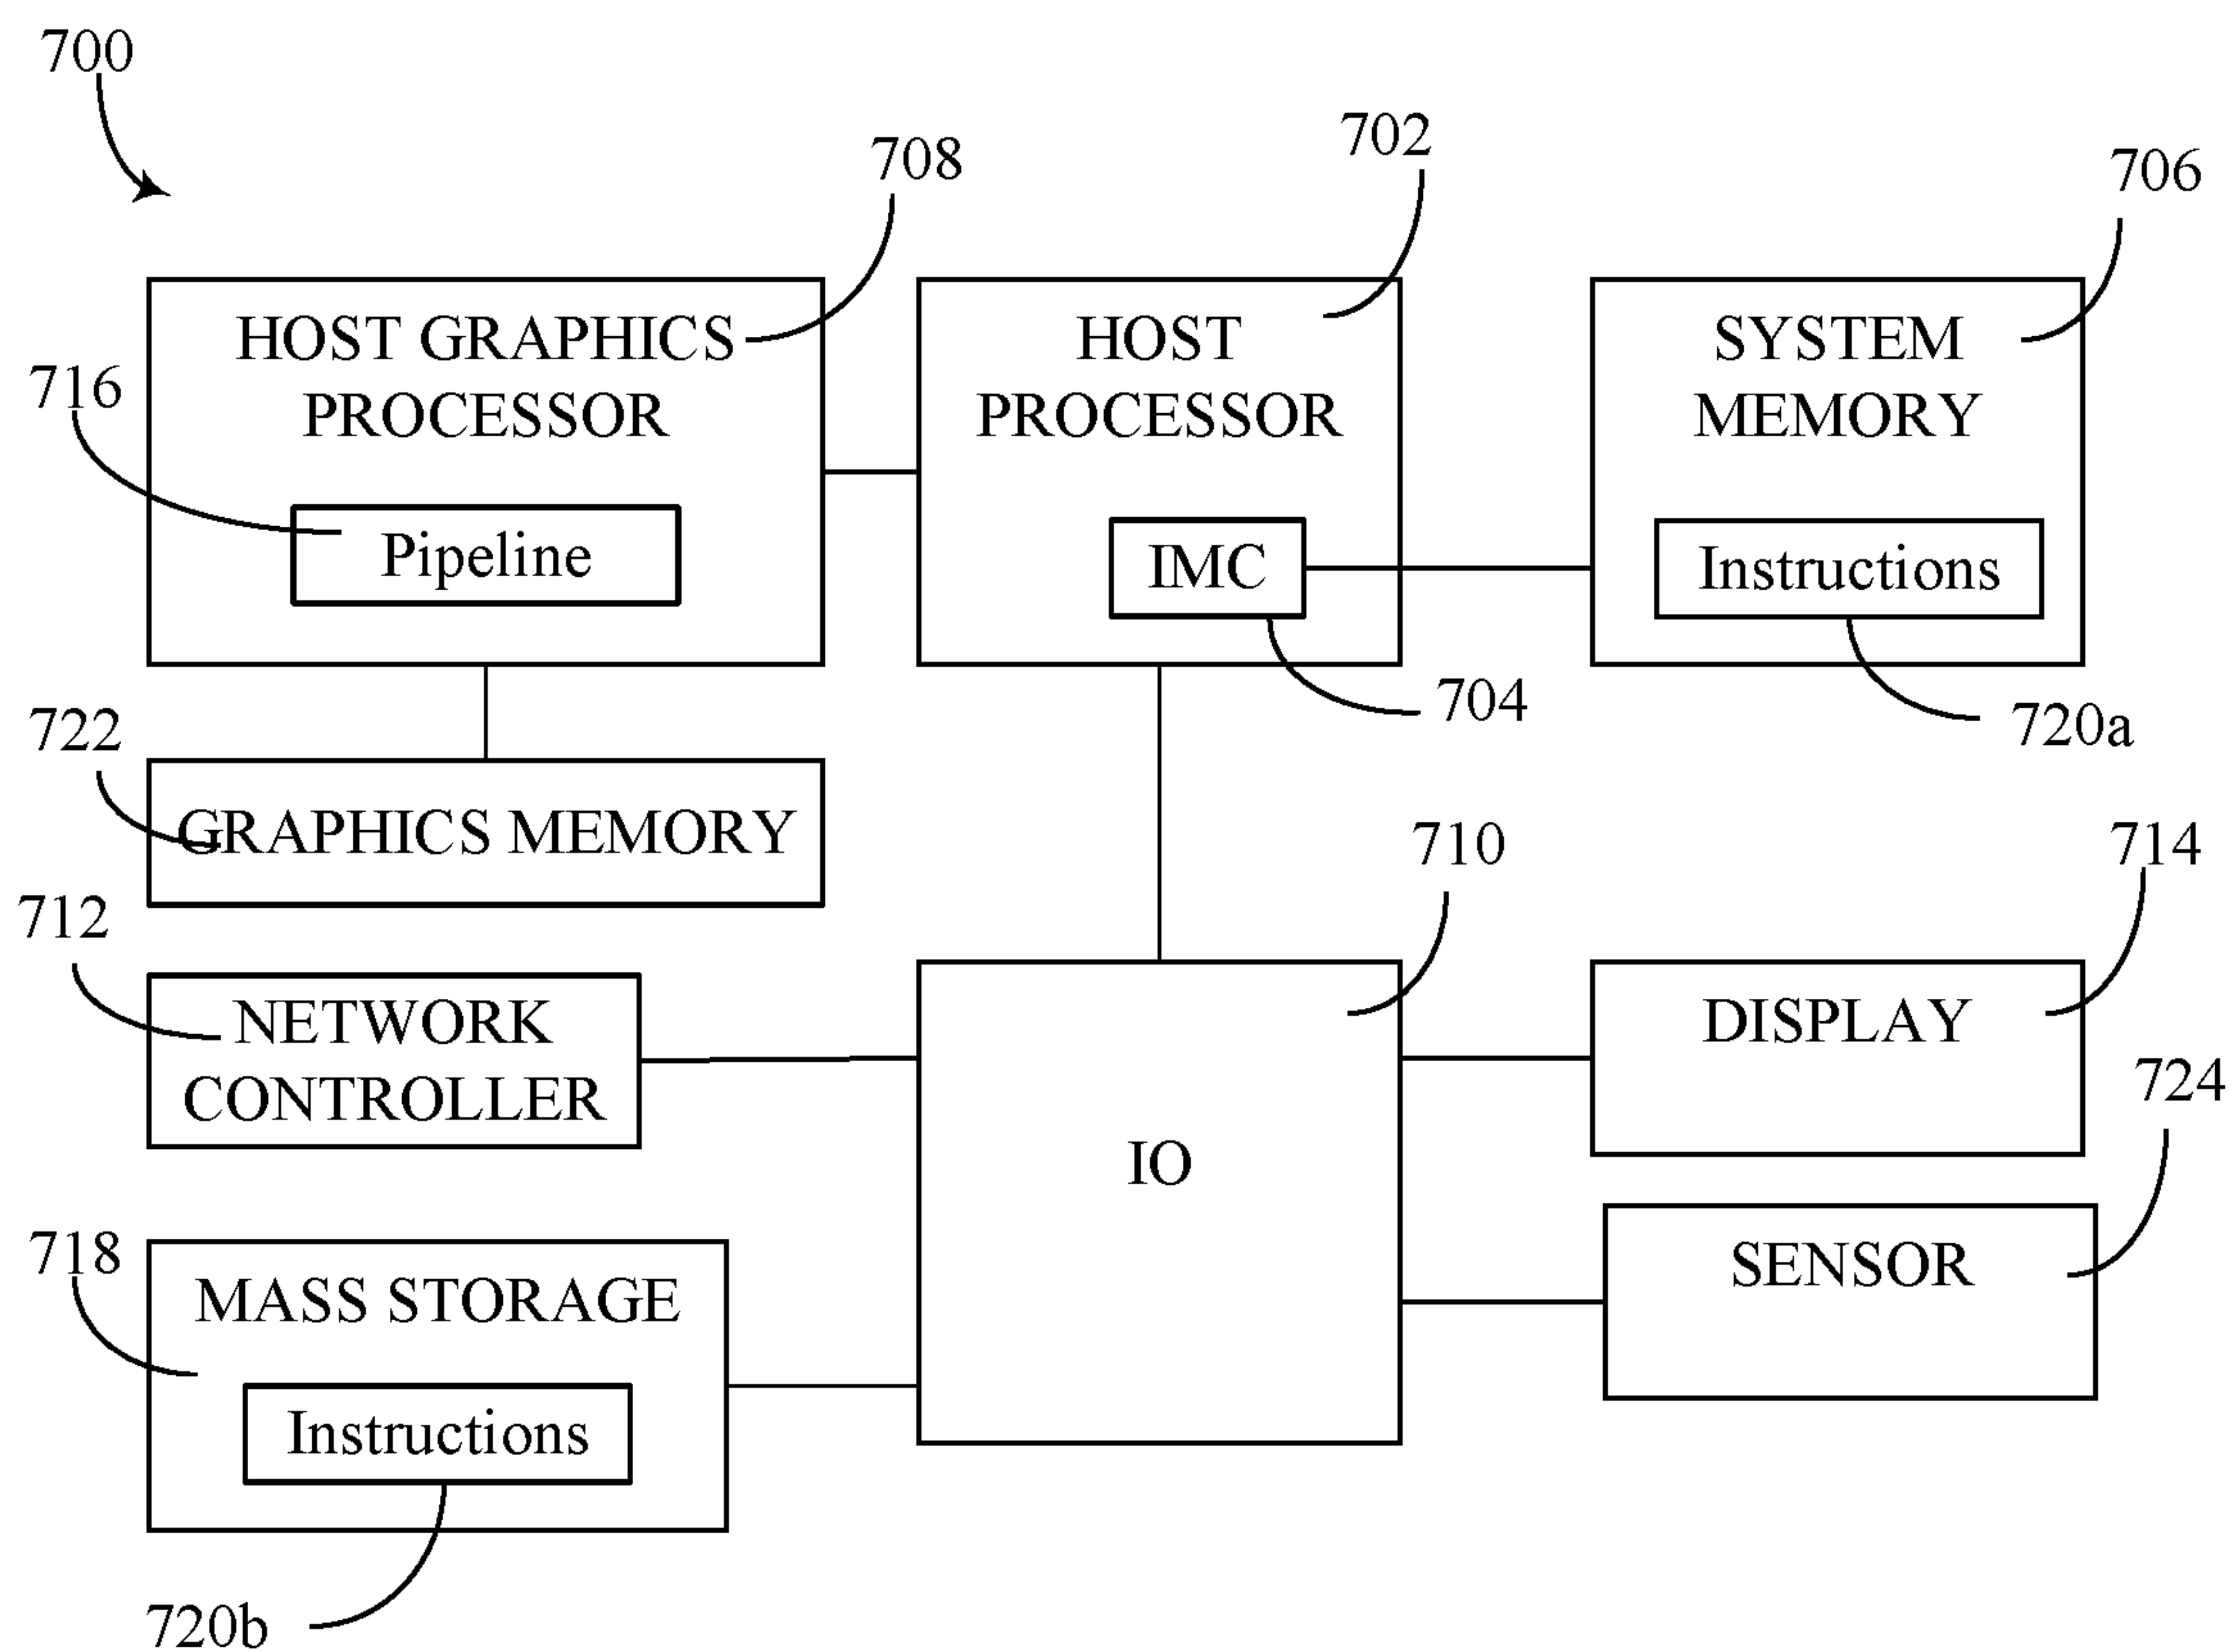 700
708
702
706
HOST GRAPHICS
PROCESSOR
HOST
PROCESSOR
SYSTEM
MEMORY
716
Pipeline
IMC
Instructions
704
720a
722
GRAPHICS MEMORY
710
714
712
NETWORK
CONTROLLER
DISPLAY
724
IO
718
MASS STORAGE
SENSOR
Instructions
720b